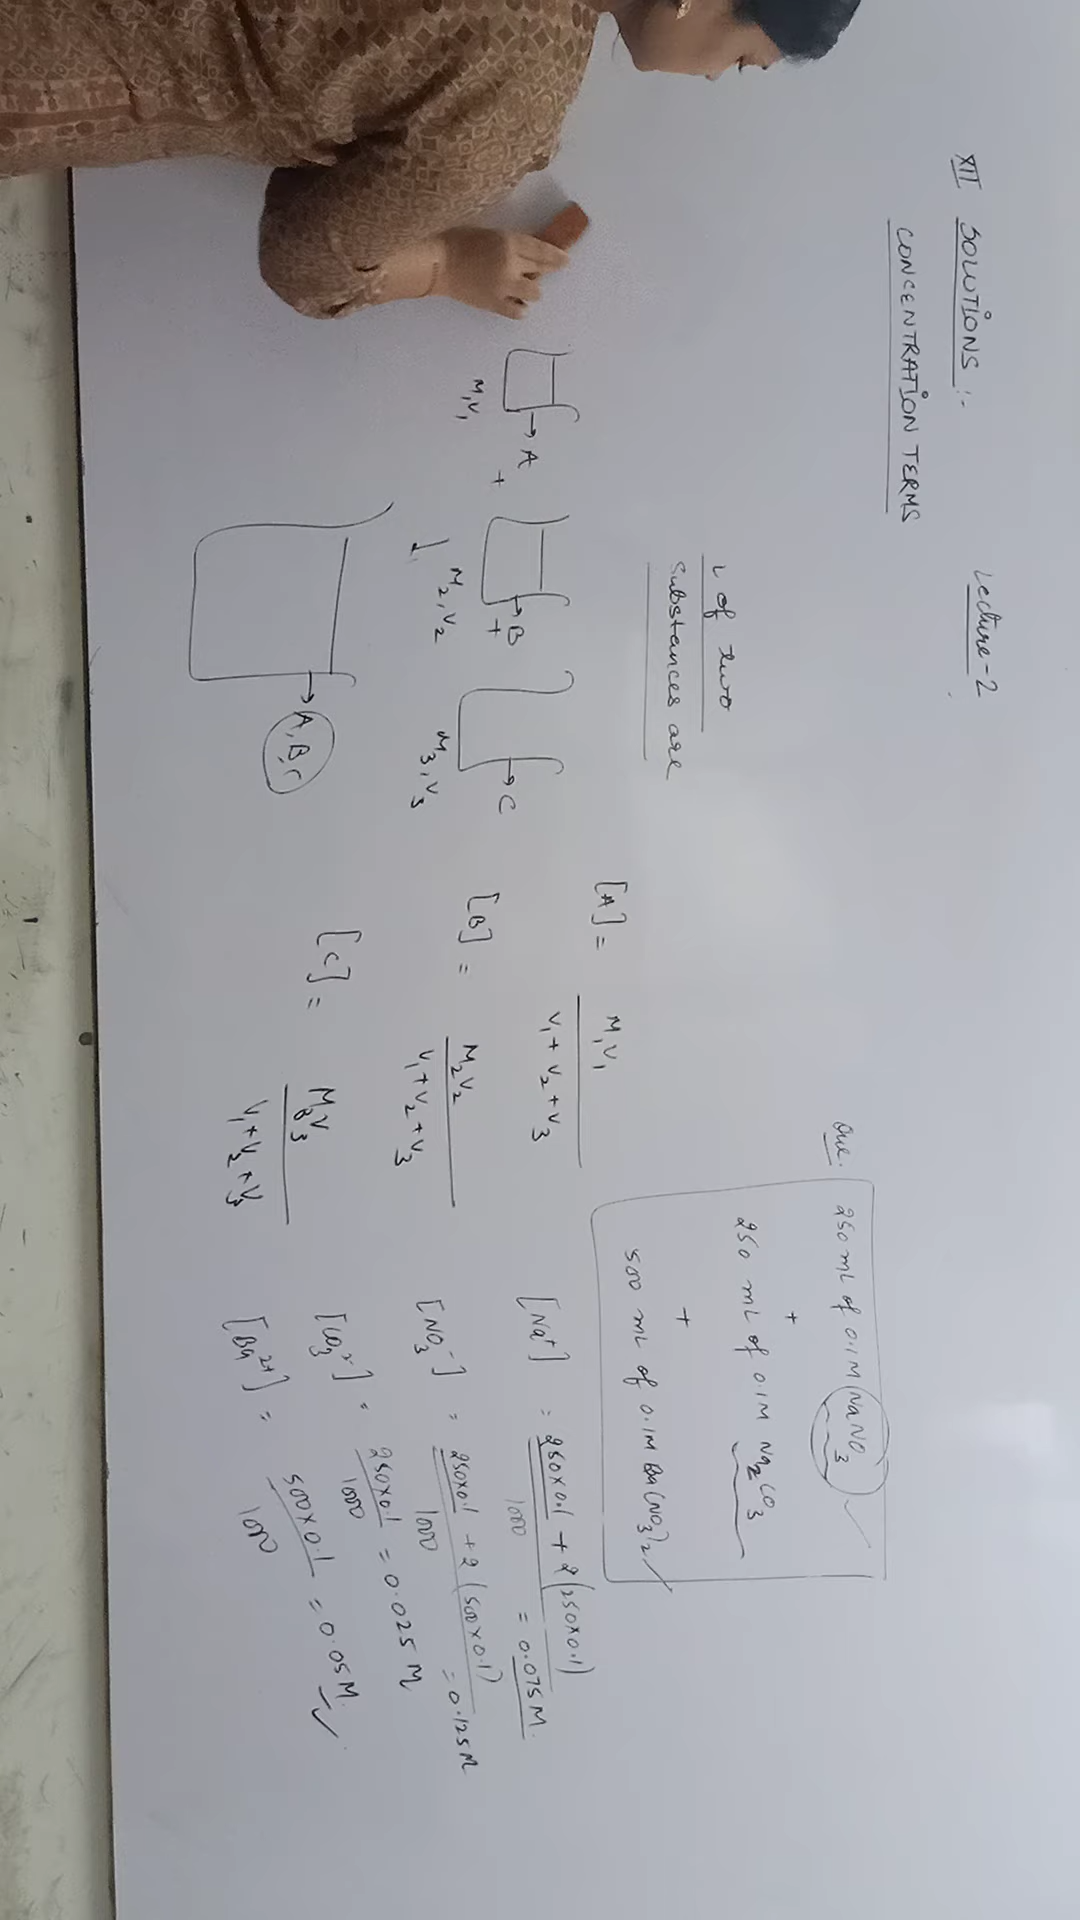 XII SOLUTIONS :- Lecture-2
CONCENTRATION TERMS
of two
substances are
A + B + C
M₁V₁ M₂, V₂ M₃, V₃
A, B, C
[A] = M₁V₁ / V₁ + V₂ + V₃
[B] = M₂V₂ / V₁ + V₂ + V₃
[C] = M₃V₃ / V₁ + V₂ + V₃
Que. 250 mL of 0.1M NaNO₃ ✓
+
250 mL of 0.1M Na₂CO₃
+
500 mL of 0.1M Ba(NO₃)₂ ✓
[Na⁺] = 250×0.1 + 2(250×0.1) / 1000 = 0.075M.
[NO₃⁻] = 250×0.1 + 2(500×0.1) / 1000 = 0.125M
[CO₃²⁻] = 250×0.1 / 1000 = 0.025 M
[Ba²⁺] = 500×0.1 / 1000 = 0.05M. ✓